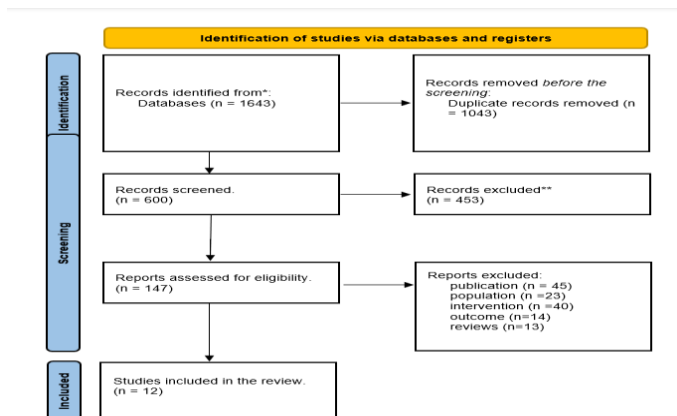 Identification of studies via databases and registers
Identification
Records identified from*:
Databases (n = 1643)
Records removed before the
screening:
Duplicate records removed (n
= 1043)
Screening
Records screened.
(n = 600)
Records excluded**
(n = 453)
Reports assessed for eligibility.
(n = 147)
Reports excluded:
publication (n = 45)
population (n =23)
intervention (n =40)
outcome (n=14)
reviews (n=13)
Included
Studies included in the review.
(n = 12)